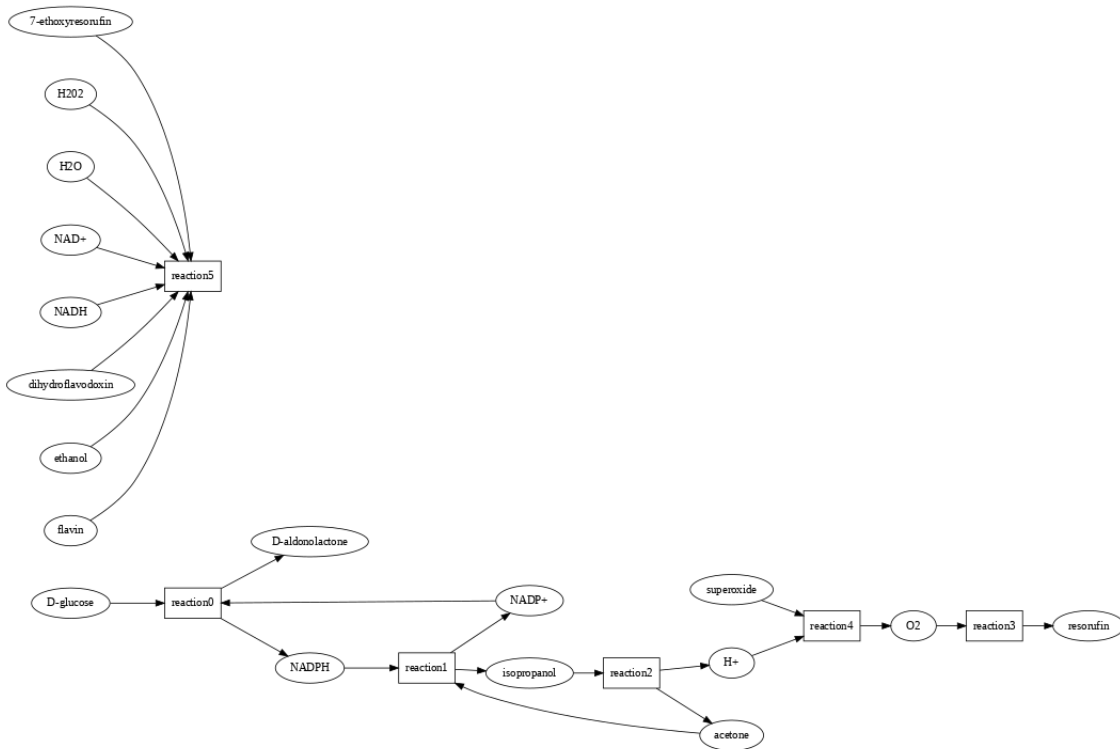 7-ethoxyresorufin
H202
H2O
NAD+
reaction5
NADH
dihydroflavodoxin
ethanol
flavin
D-aldonolactone
D-glucose
reaction0
NADP+
superoxide
reaction4
O2
reaction3
resorufin
NADPH
reaction1
isopropanol
reaction2
H+
acetone